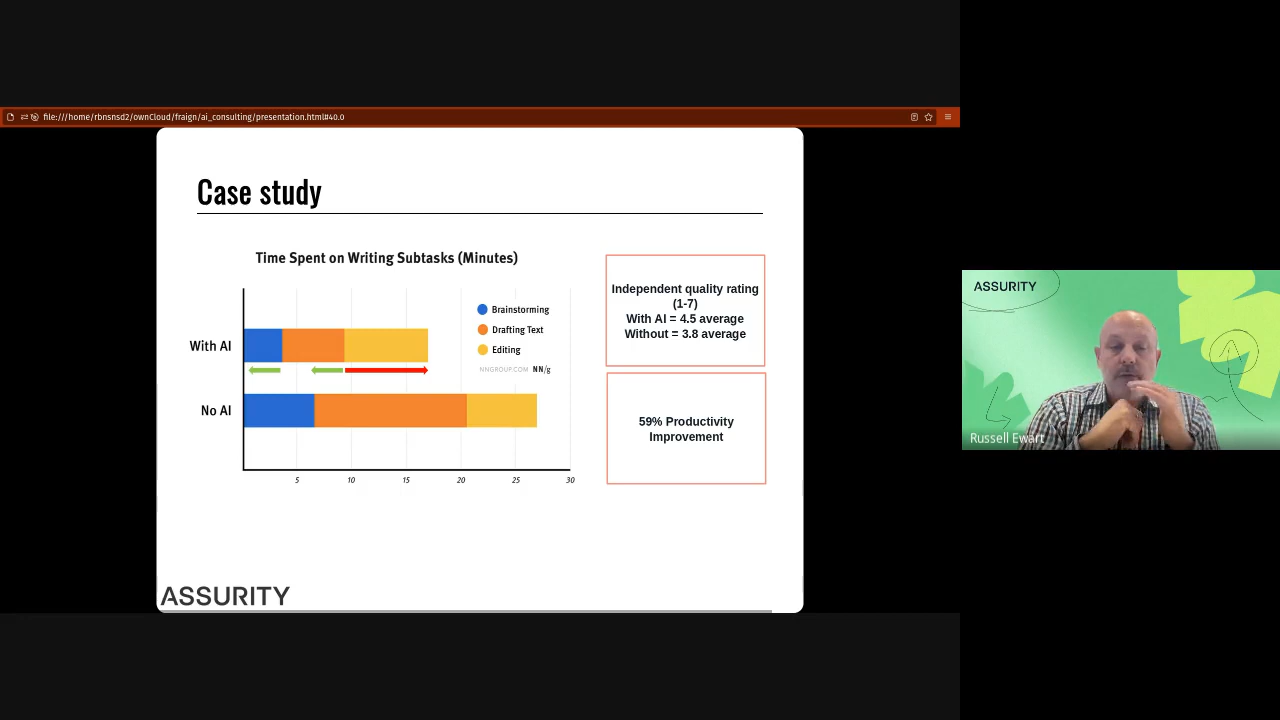 file:///home/rbnsnsd2/ownCloud/fraign/ai_consulting/presentation.html#40.0
Case study
Time Spent on Writing Subtasks (Minutes)
Brainstorming
Drafting Text
Editing
NNGROUP.COM NN/g
With AI
No AI
5 10 15 20 25 30
Independent quality rating
(1-7)
With AI = 4.5 average
Without = 3.8 average
59% Productivity
Improvement
ASSURITY
ASSURITY
Russell Ewart